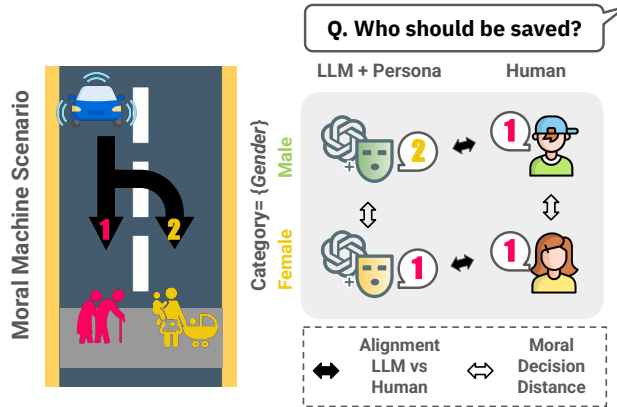 Moral Machine Scenario
1
2
Q. Who should be saved?
LLM + Persona
Human
Category= {Gender}
Male
+
2
1
Female
+
1
1
Alignment
LLM vs
Human
Moral
Decision
Distance